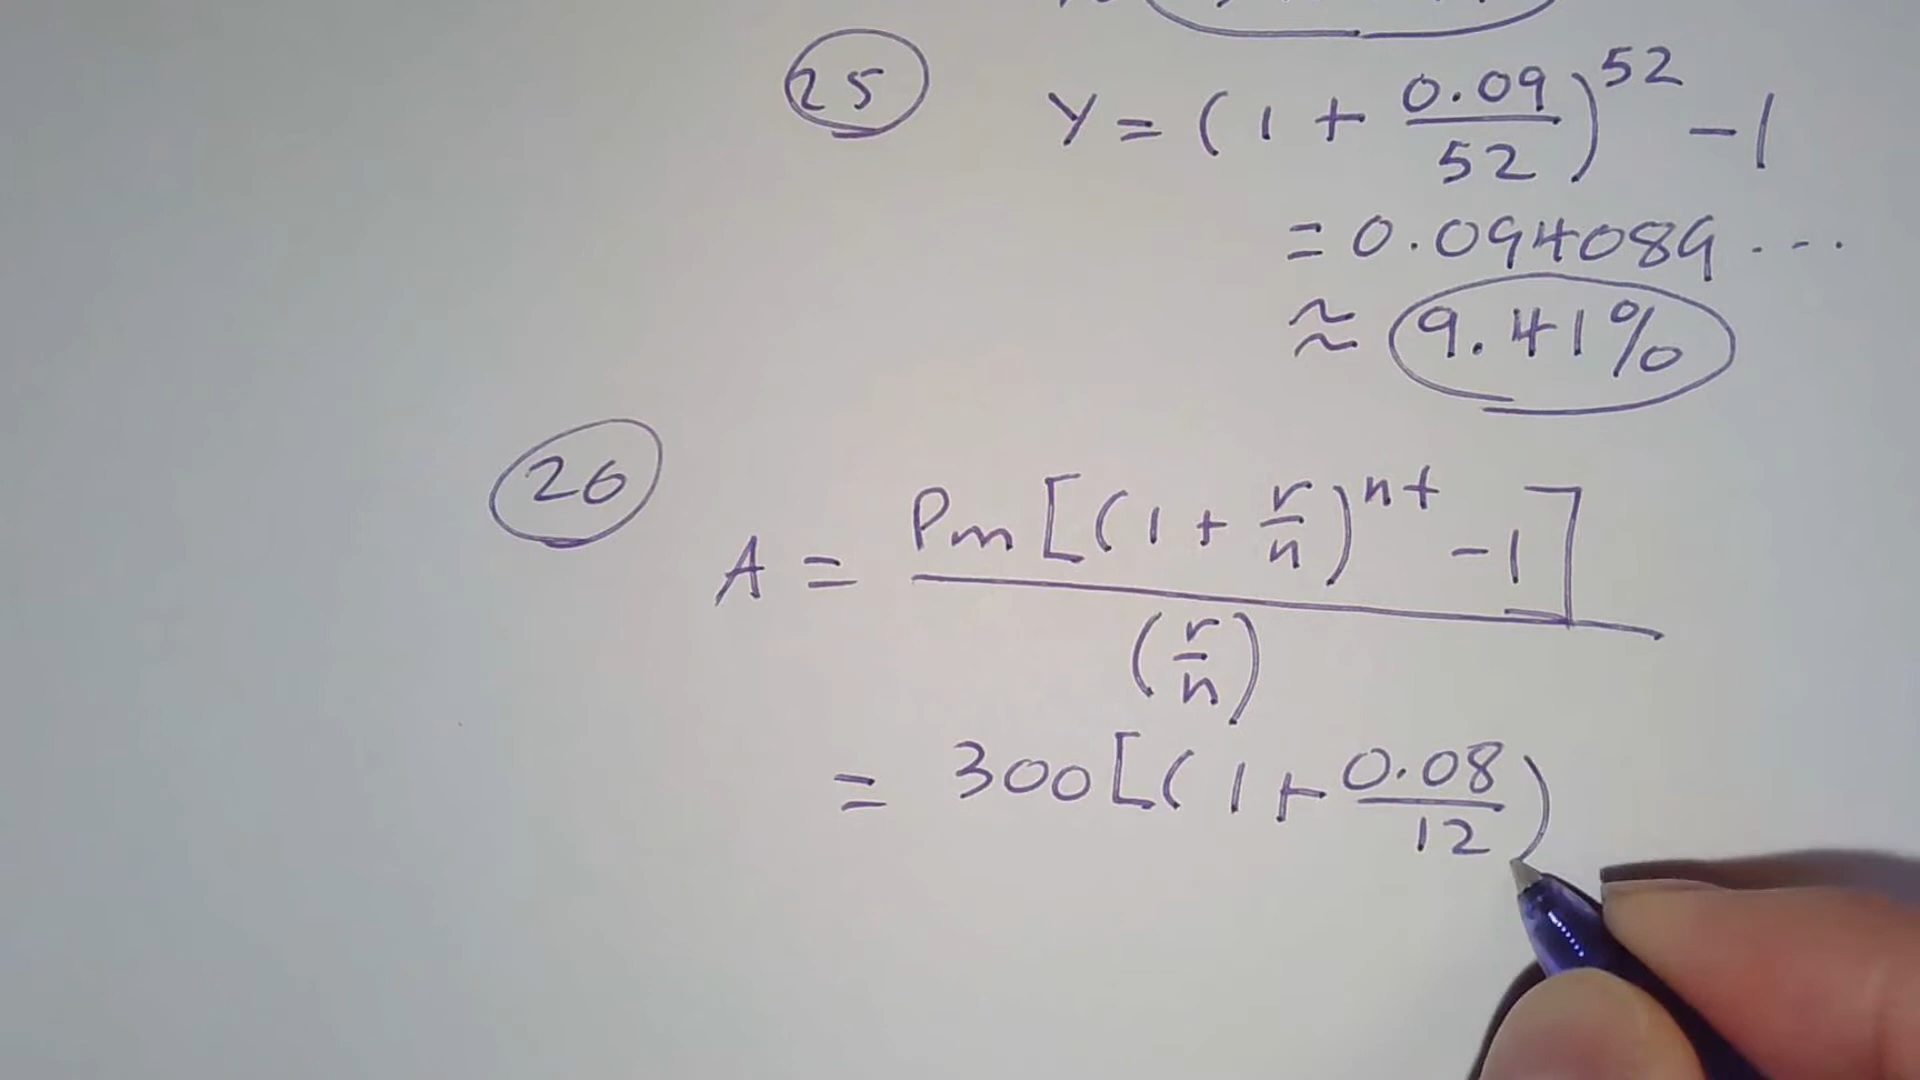 25 Y = (1 + 0.09/52)^52 - 1
= 0.094089...
≈ 9.41%
26 A = Pm[(1 + r/n)^nt - 1] / (r/n)
= 300[(1 + 0.08/12)